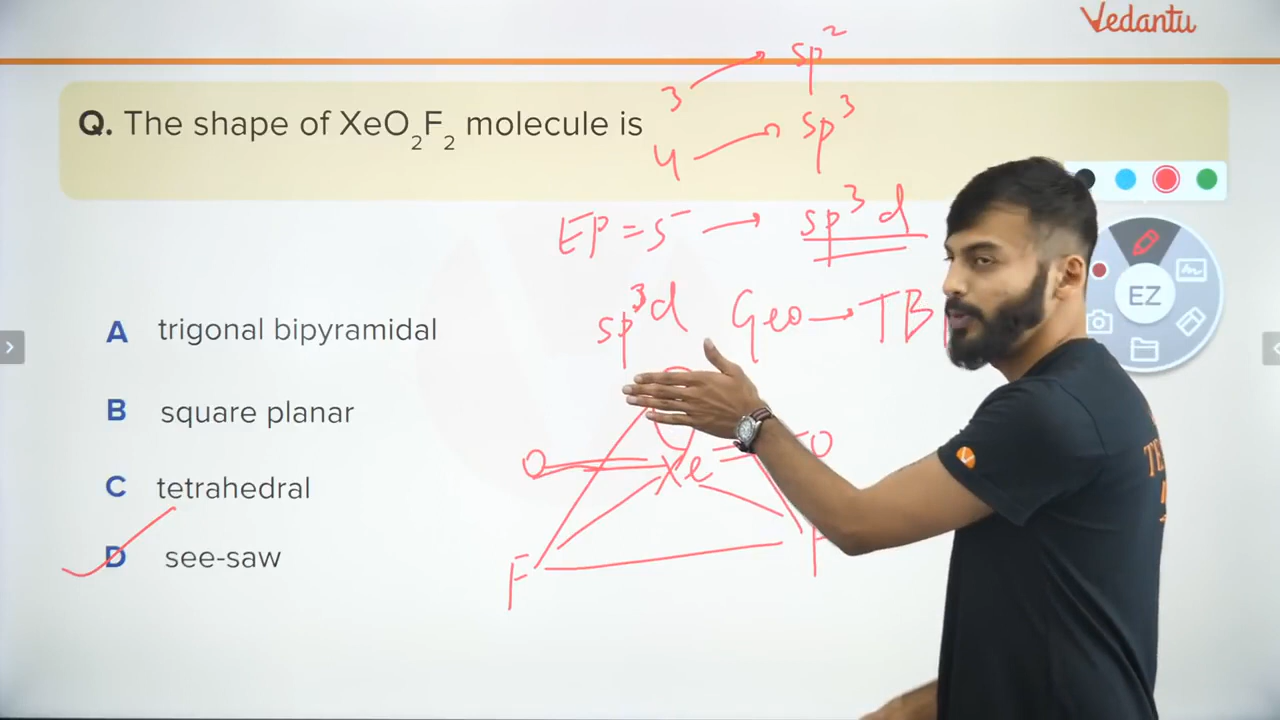 Vedantu
Q. The shape of XeO₂F₂ molecule is
3 → sp²
4 → sp³
EP = 5 → sp³d
sp³d Geo → TBP
A trigonal bipyramidal
B square planar
C tetrahedral
D see-saw
O Xe O
F F
EZ